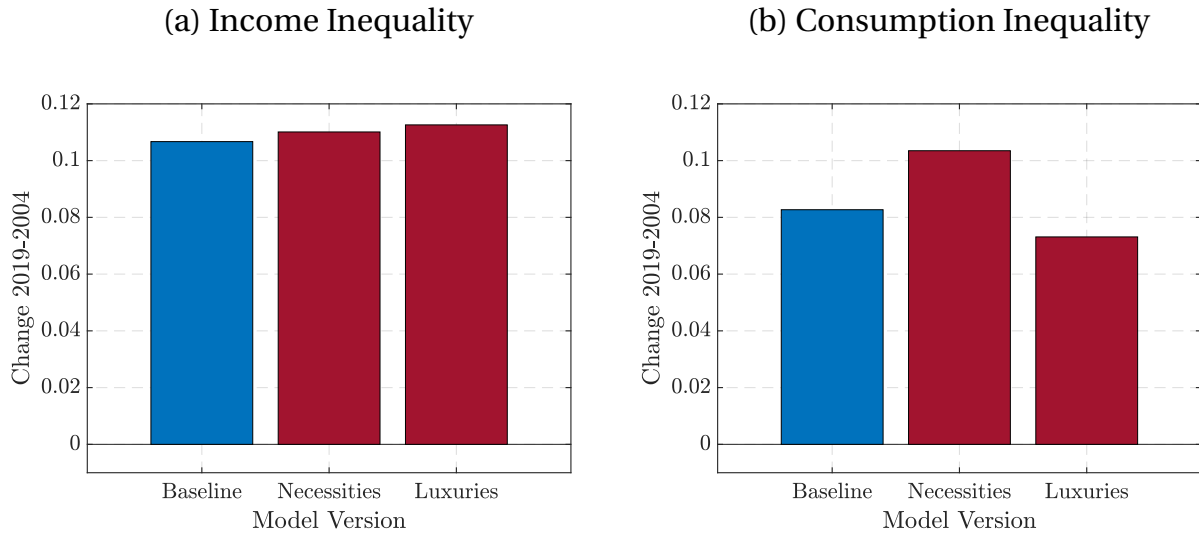 (a) Income Inequality
0.12
0.1
0.08
0.06
0.04
0.02
0
Change 2019-2004
Baseline Necessities Luxuries
Model Version
(b) Consumption Inequality
0.12
0.1
0.08
0.06
0.04
0.02
0
Change 2019-2004
Baseline Necessities Luxuries
Model Version